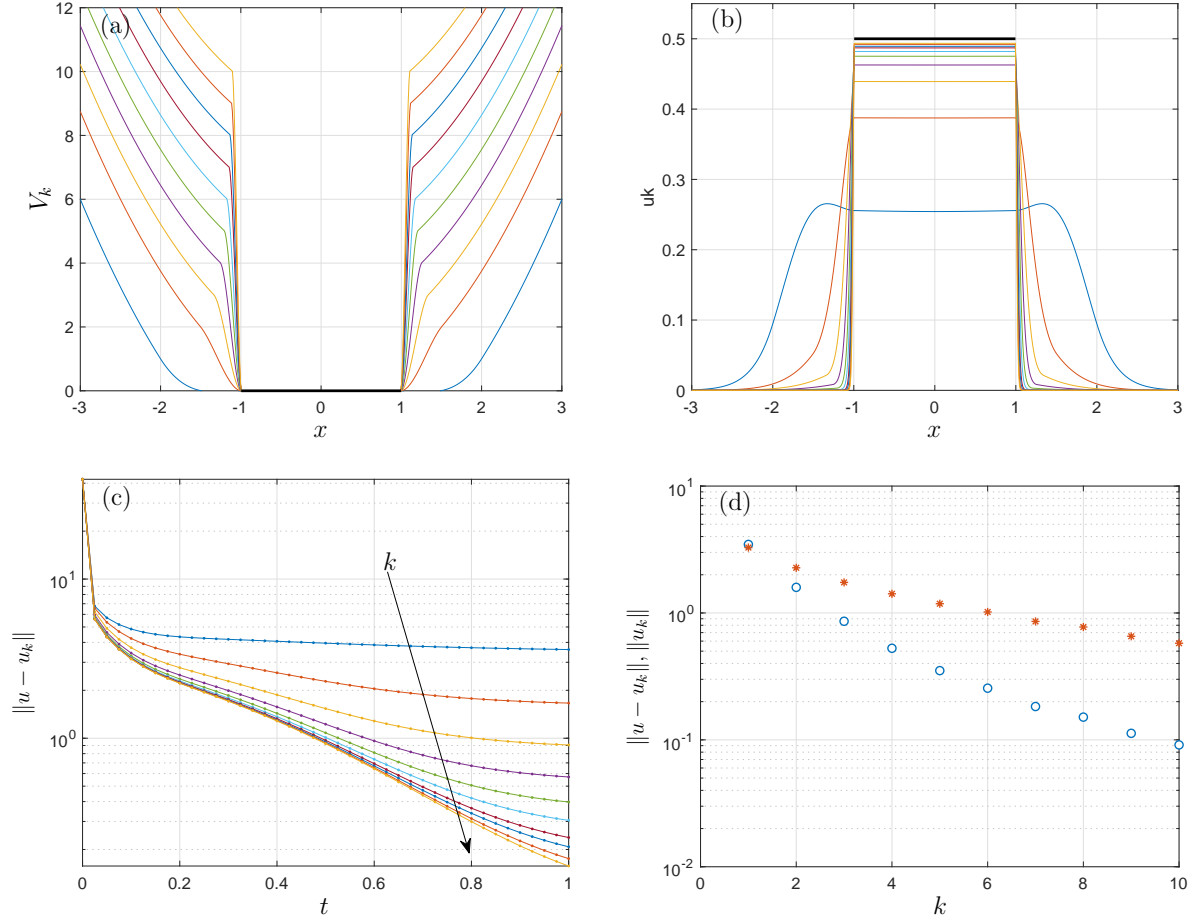 (a)
12
10
8
6
4
2
0
V_k
-3 -2 -1 0 1 2 3
x
(b)
0.5
0.4
0.3
0.2
0.1
0
uk
-3 -2 -1 0 1 2 3
x
(c)
10^1
10^0
||u − u_k||
k
0 0.2 0.4 0.6 0.8 1
t
(d)
10^1
10^0
10^-1
10^-2
||u − u_k||, ||u_k||
0 2 4 6 8 10
k